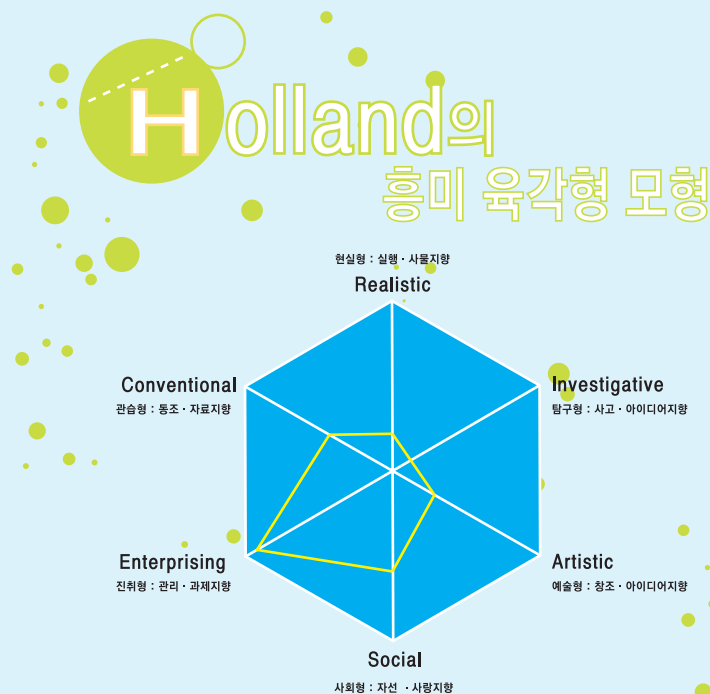 Holland의
흥미 육각형 모형
현실형 : 실행 · 사물지향
Realistic
Conventional
관습형 : 동조 · 자료지향
Investigative
탐구형 : 사고 · 아이디어지향
Enterprising
진취형 : 관리 · 과제지향
Artistic
예술형 : 창조 · 아이디어지향
Social
사회형 : 자선 · 사랑지향